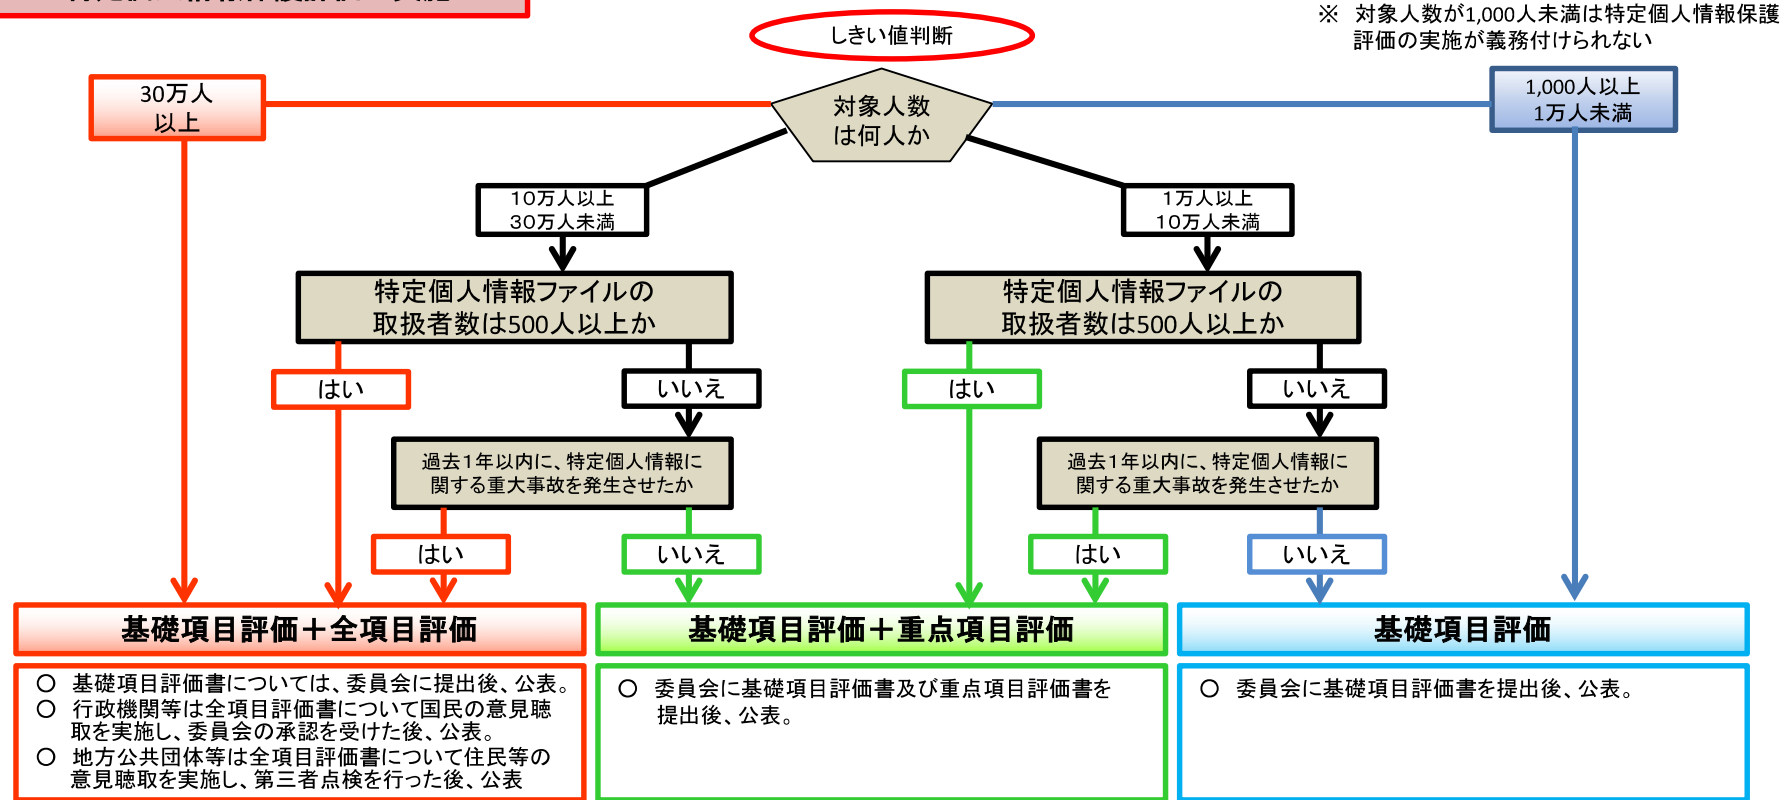 しきい値判断
※ 対象人数が1,000人未満は特定個人情報保護
評価の実施が義務付けられない
30万人
以上
対象人数
は何人か
1,000人以上
1万人未満
10万人以上
30万人未満
1万人以上
10万人未満
特定個人情報ファイルの
取扱者数は500人以上か
特定個人情報ファイルの
取扱者数は500人以上か
はい
いいえ
はい
いいえ
過去1年以内に、特定個人情報に
関する重大事故を発生させたか
過去1年以内に、特定個人情報に
関する重大事故を発生させたか
はい
いいえ
はい
いいえ
基礎項目評価＋全項目評価
基礎項目評価＋重点項目評価
基礎項目評価
○ 基礎項目評価書については、委員会に提出後、公表。
○ 行政機関等は全項目評価書について国民の意見聴
取を実施し、委員会の承認を受けた後、公表。
○ 地方公共団体等は全項目評価書について住民等の
意見聴取を実施し、第三者点検を行った後、公表
○ 委員会に基礎項目評価書及び重点項目評価書を
提出後、公表。
○ 委員会に基礎項目評価書を提出後、公表。